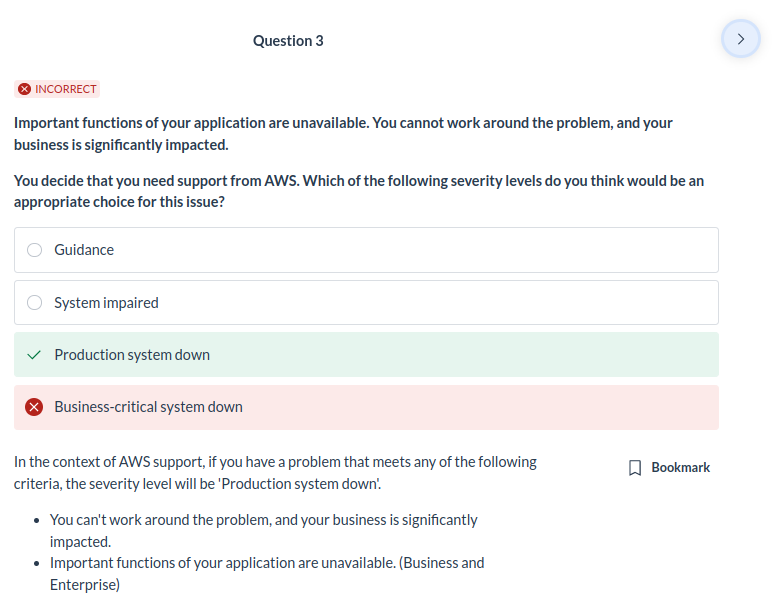 Question 3
INCORRECT
Important functions of your application are unavailable. You cannot work around the problem, and your
business is significantly impacted.
You decide that you need support from AWS. Which of the following severity levels do you think would be an
appropriate choice for this issue?
Guidance
System impaired
Production system down
Business-critical system down
In the context of AWS support, if you have a problem that meets any of the following
criteria, the severity level will be 'Production system down'.
Bookmark
• You can't work around the problem, and your business is significantly
impacted.
• Important functions of your application are unavailable. (Business and
Enterprise)